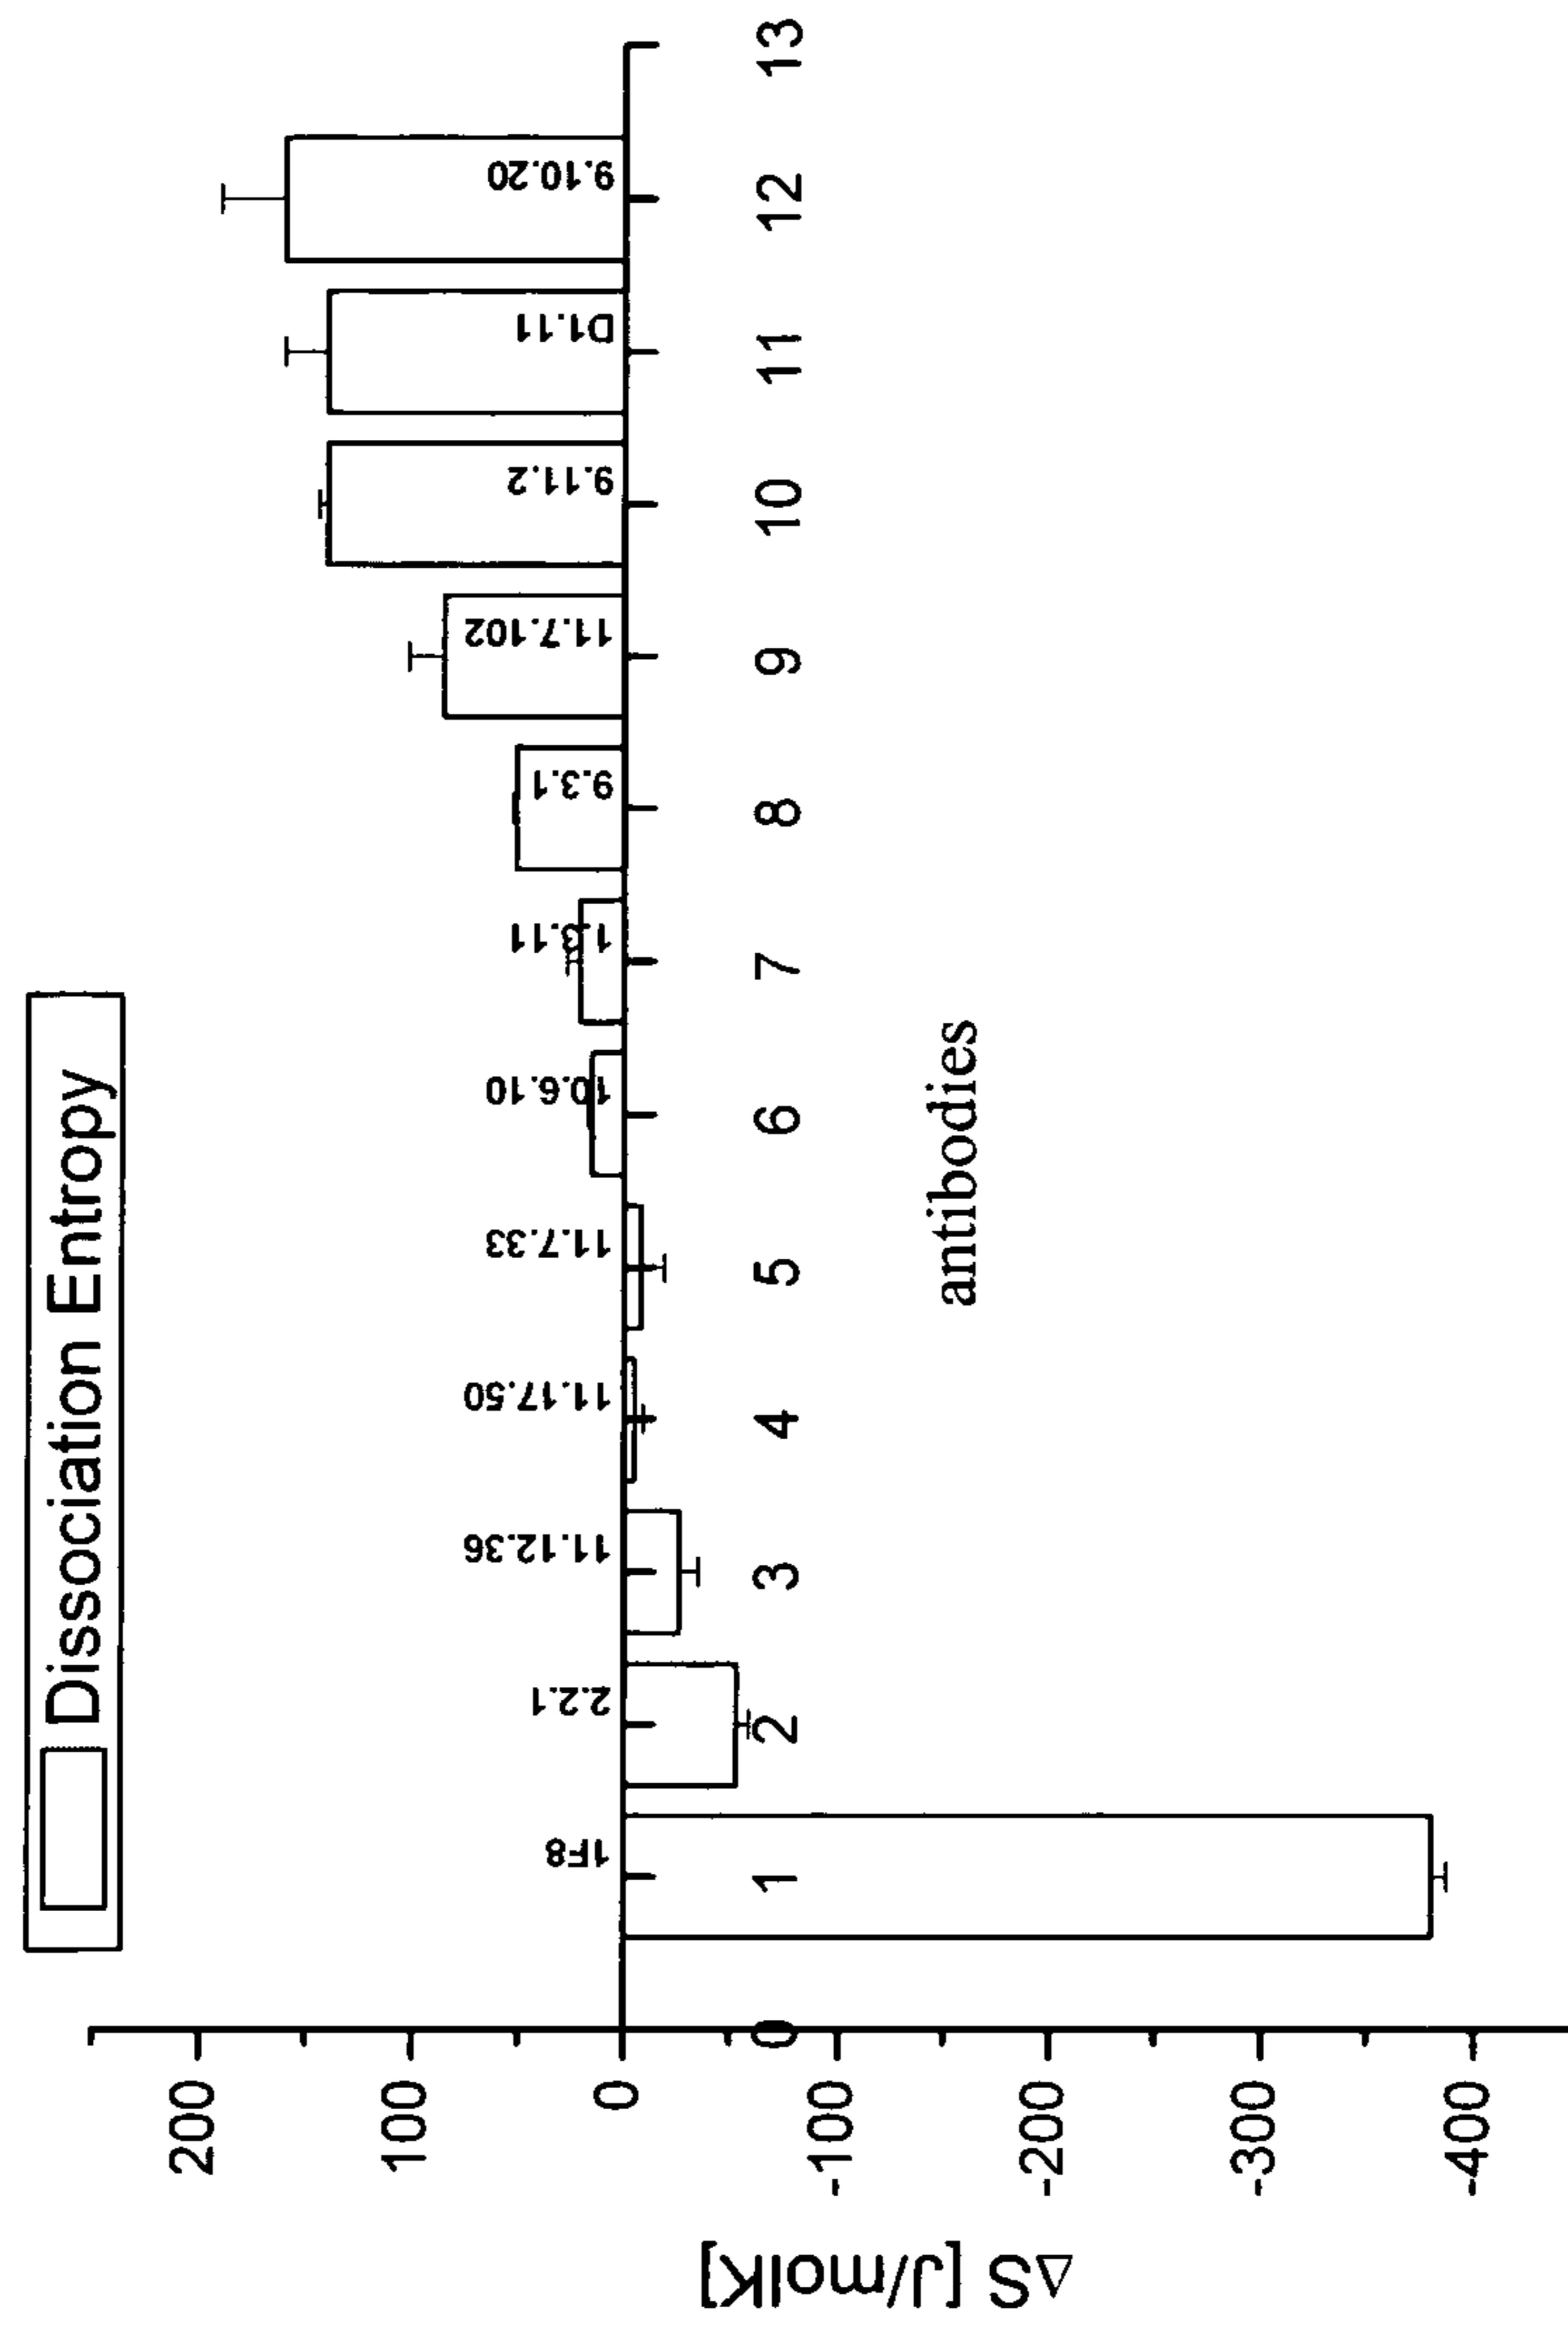 Dissociation Entropy
200
100
0
-100
-200
-300
-400
ΔS [J/molK]
1F8
2.2.1
11.12.36
11.17.50
11.7.33
10.6.10
1.3.11
9.3.1
11.7.102
9.11.2
D1.11
9.10.20
0 1 2 3 4 5 6 7 8 9 10 11 12 13
antibodies